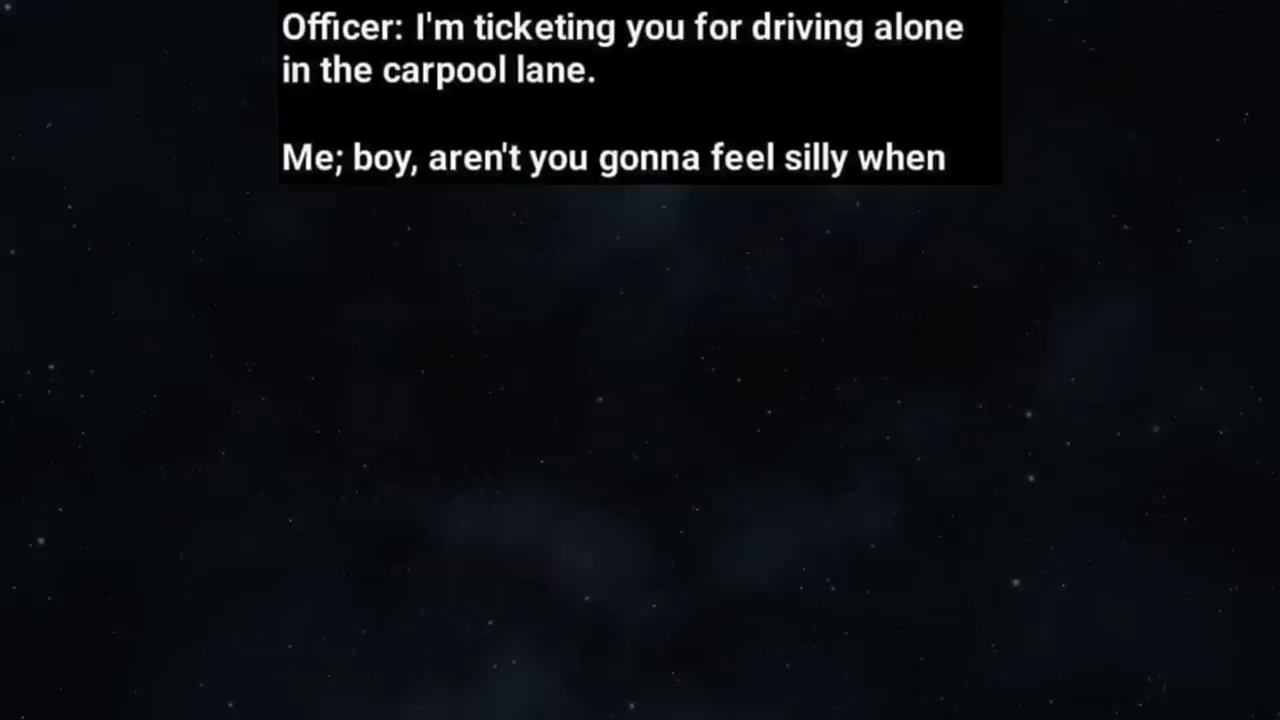 Officer: I'm ticketing you for driving alone
in the carpool lane.
Me; boy, aren't you gonna feel silly when